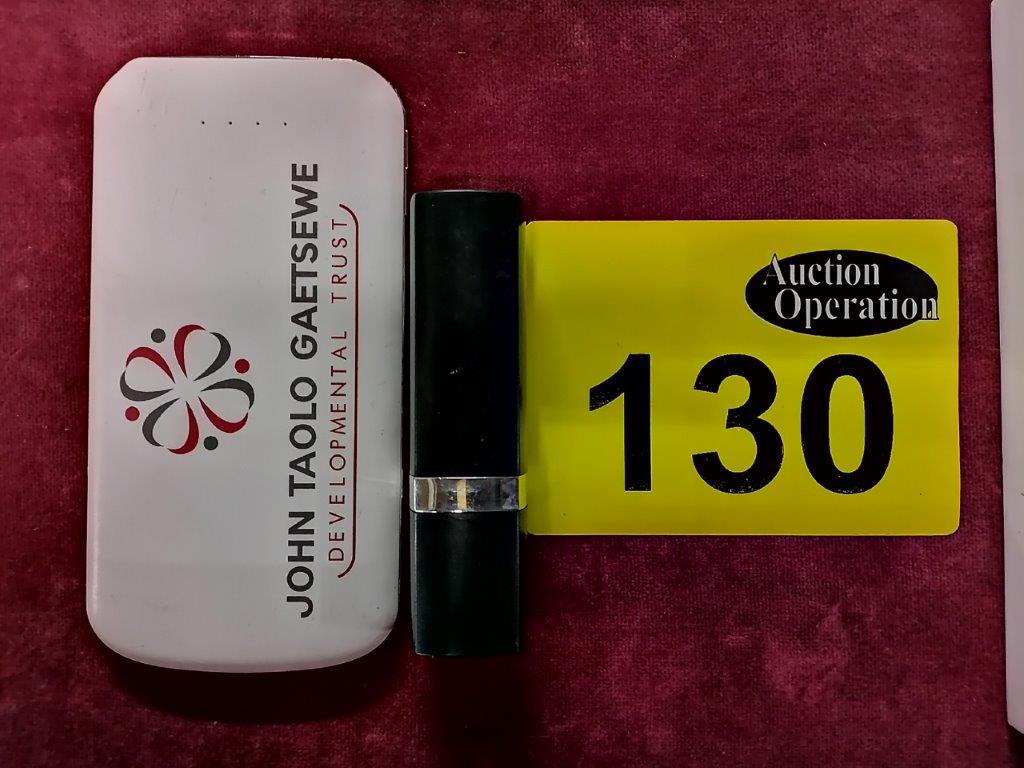 JOHN TAOLO GAETSEWE
DEVELOPMENTAL TRUST
Auction
Operation
130